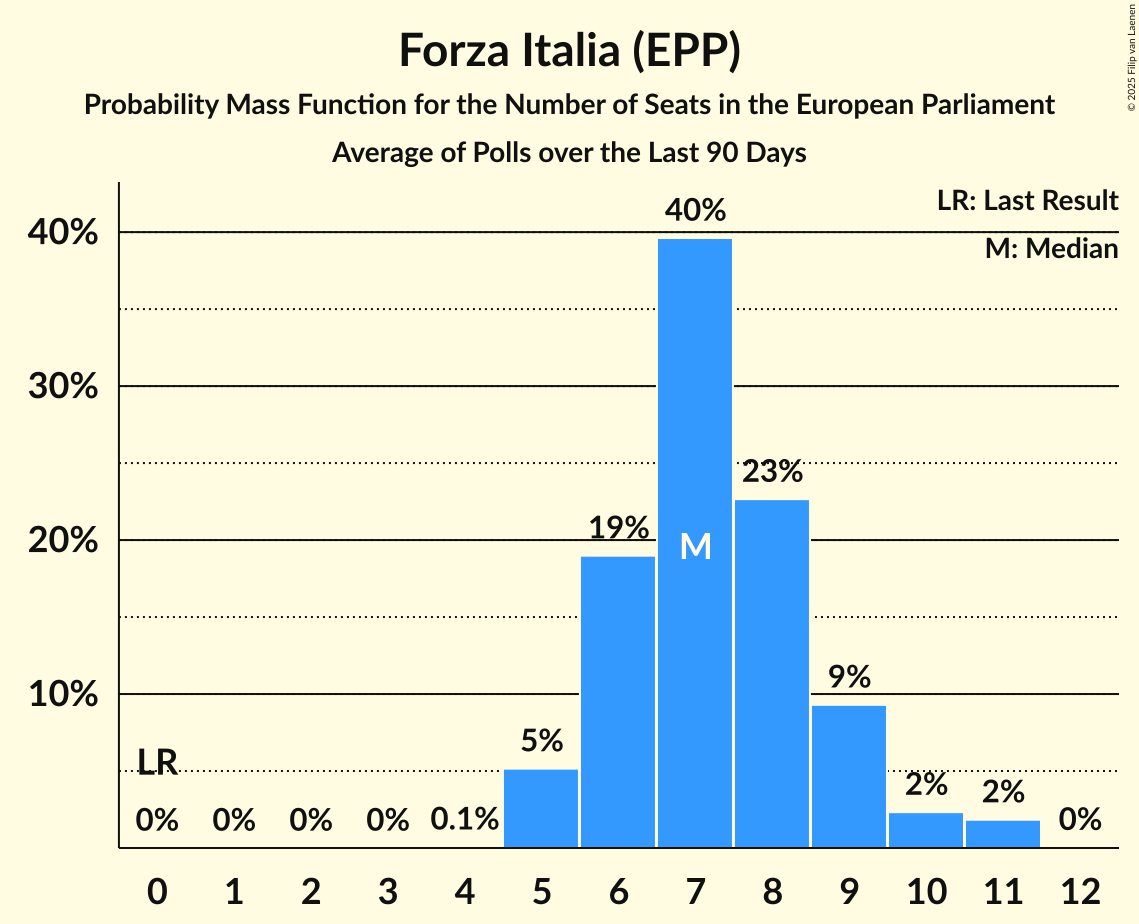 Forza Italia (EPP)
Probability Mass Function for the Number of Seats in the European Parliament
Average of Polls over the Last 90 Days
© 2025 Filip van Laenen
LR: Last Result
M: Median
40%
30%
20%
10%
LR
0%
0%
0%
0%
0.1%
5%
19%
40%
M
23%
9%
2%
2%
0%
0 1 2 3 4 5 6 7 8 9 10 11 12